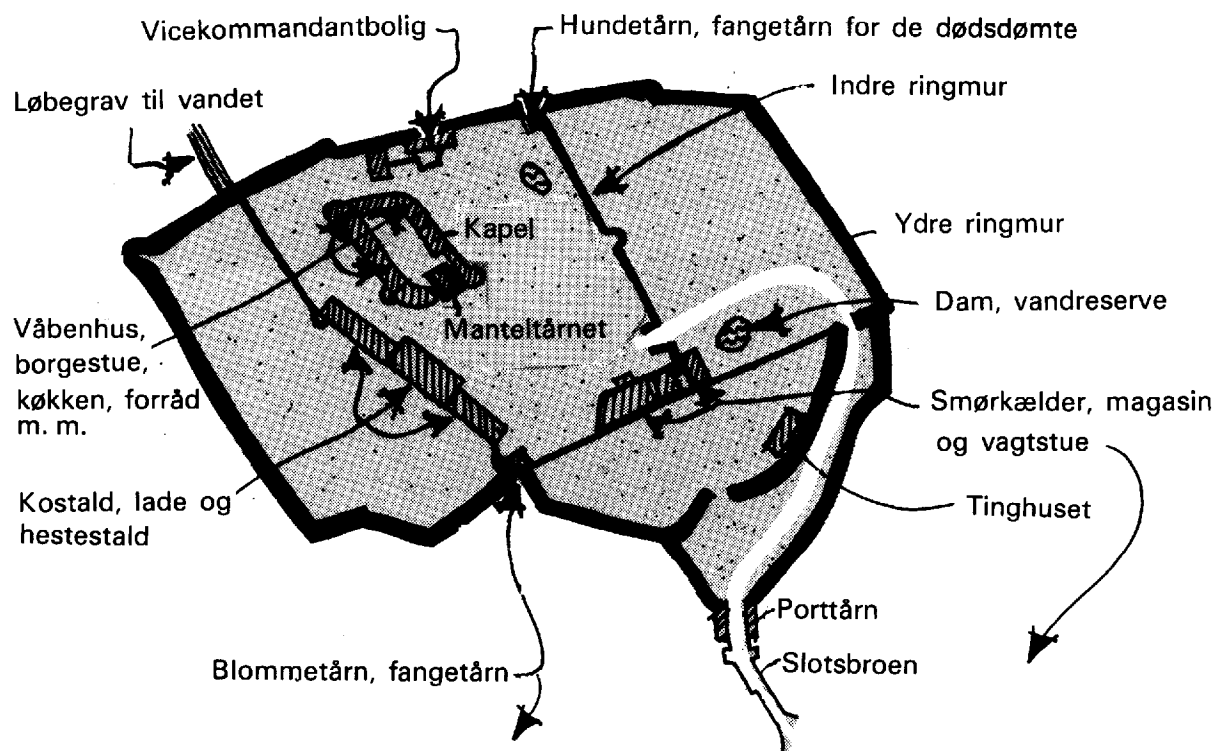 Vicekommandantbolig
Hundetårn, fangetårn for de dødsdømte
Løbegrav til vandet
Indre ringmur
Ydre ringmur
Kapel
Dam, vandreserve
Manteltårnet
Våbenhus,
borgestue,
køkken, forråd
m. m.
Smørkælder, magasin
og vagtstue
Kostald, lade og
hestestald
Tinghuset
Porttårn
Slotsbroen
Blommetårn, fangetårn